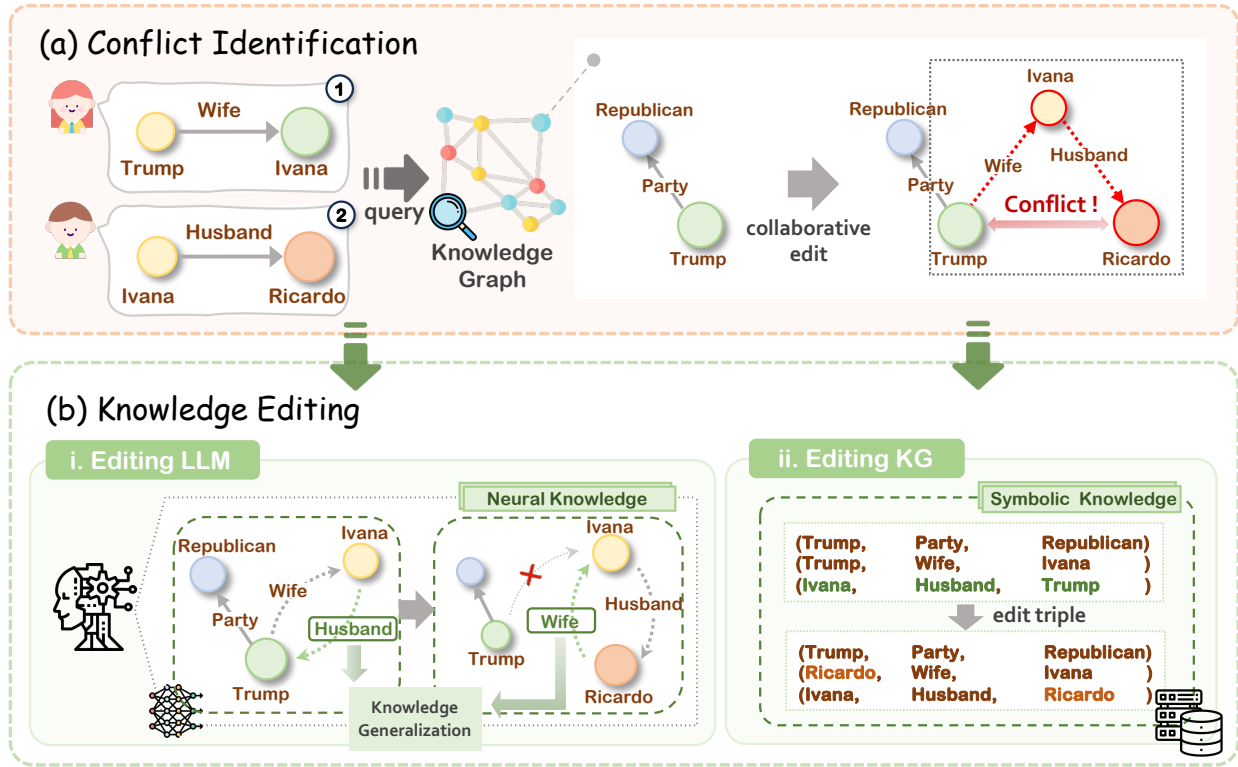 (a) Conflict Identification
1
Wife
Trump
Ivana
2
Husband
Ivana
Ricardo
query
Knowledge
Graph
Republican
Party
Trump
collaborative
edit
Republican
Party
Ivana
Wife
Husband
Conflict !
Trump
Ricardo
(b) Knowledge Editing
i. Editing LLM
Neural Knowledge
Republican
Ivana
Wife
Party
Husband
Trump
Ivana
Husband
Wife
Trump
Ricardo
Knowledge
Generalization
ii. Editing KG
Symbolic Knowledge
(Trump, Party, Republican)
(Trump, Wife, Ivana )
(Ivana, Husband, Trump )
edit triple
(Trump, Party, Republican)
(Ricardo, Wife, Ivana )
(Ivana, Husband, Ricardo )